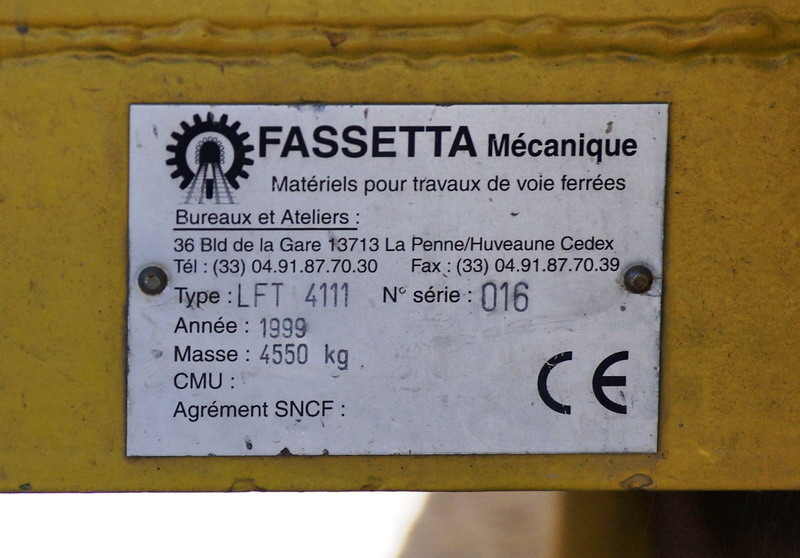 FASSETTA Mécanique
Matériels pour travaux de voie ferrées
Bureaux et Ateliers :
36 Bld de la Gare 13713 La Penne/Huveaune Cedex
Tél : (33) 04.91.87.70.30 Fax : (33) 04.91.87.70.39
Type : LFT 4111 N° série : 016
Année : 1999
Masse : 4550 kg
CMU :
Agrément SNCF :
CE